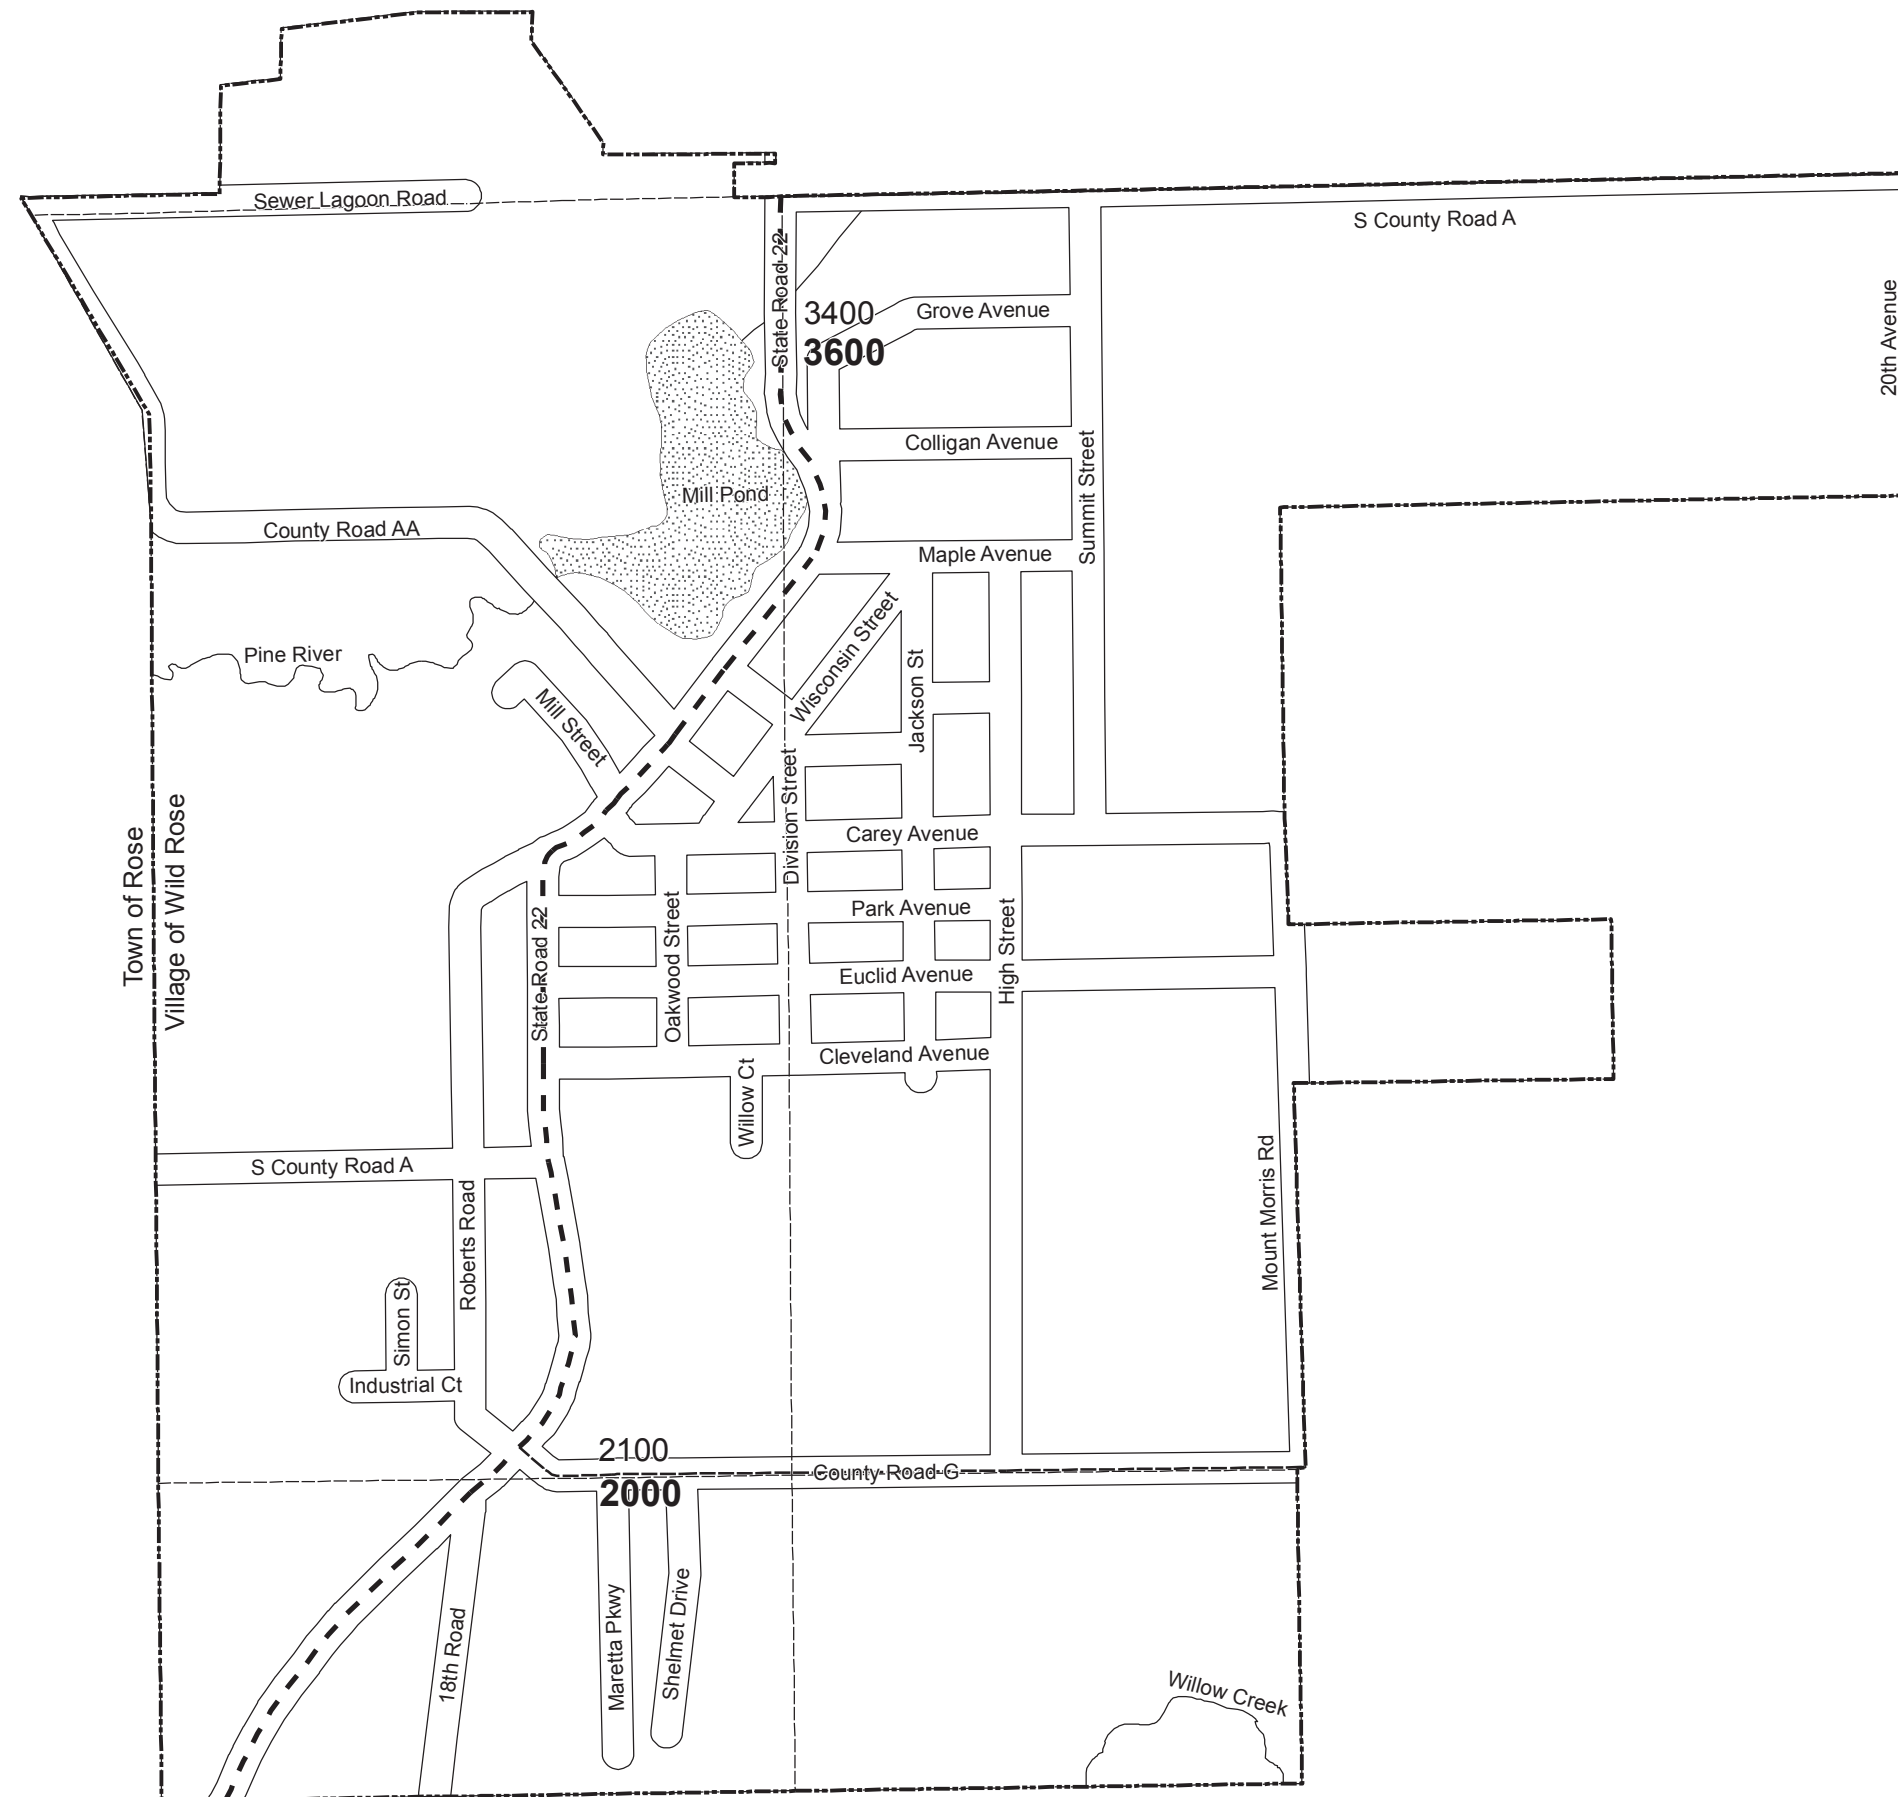 Sewer Lagoon Road
S County Road A
State Road 22
20th Avenue
3400
Grove Avenue
3600
Colligan Avenue
Summit Street
Mill Pond
County Road AA
Maple Avenue
Wisconsin Street
Pine River
Jackson St
Mill Street
Division Street
Carey Avenue
Town of Rose
Village of Wild Rose
Park Avenue
State Road 22
Oakwood Street
High Street
Euclid Avenue
Cleveland Avenue
Willow Ct
S County Road A
Roberts Road
Mount Morris Rd
Simon St
Industrial Ct
2100
County Road G
2000
Maretta Pkwy
Shelmet Drive
18th Road
Willow Creek